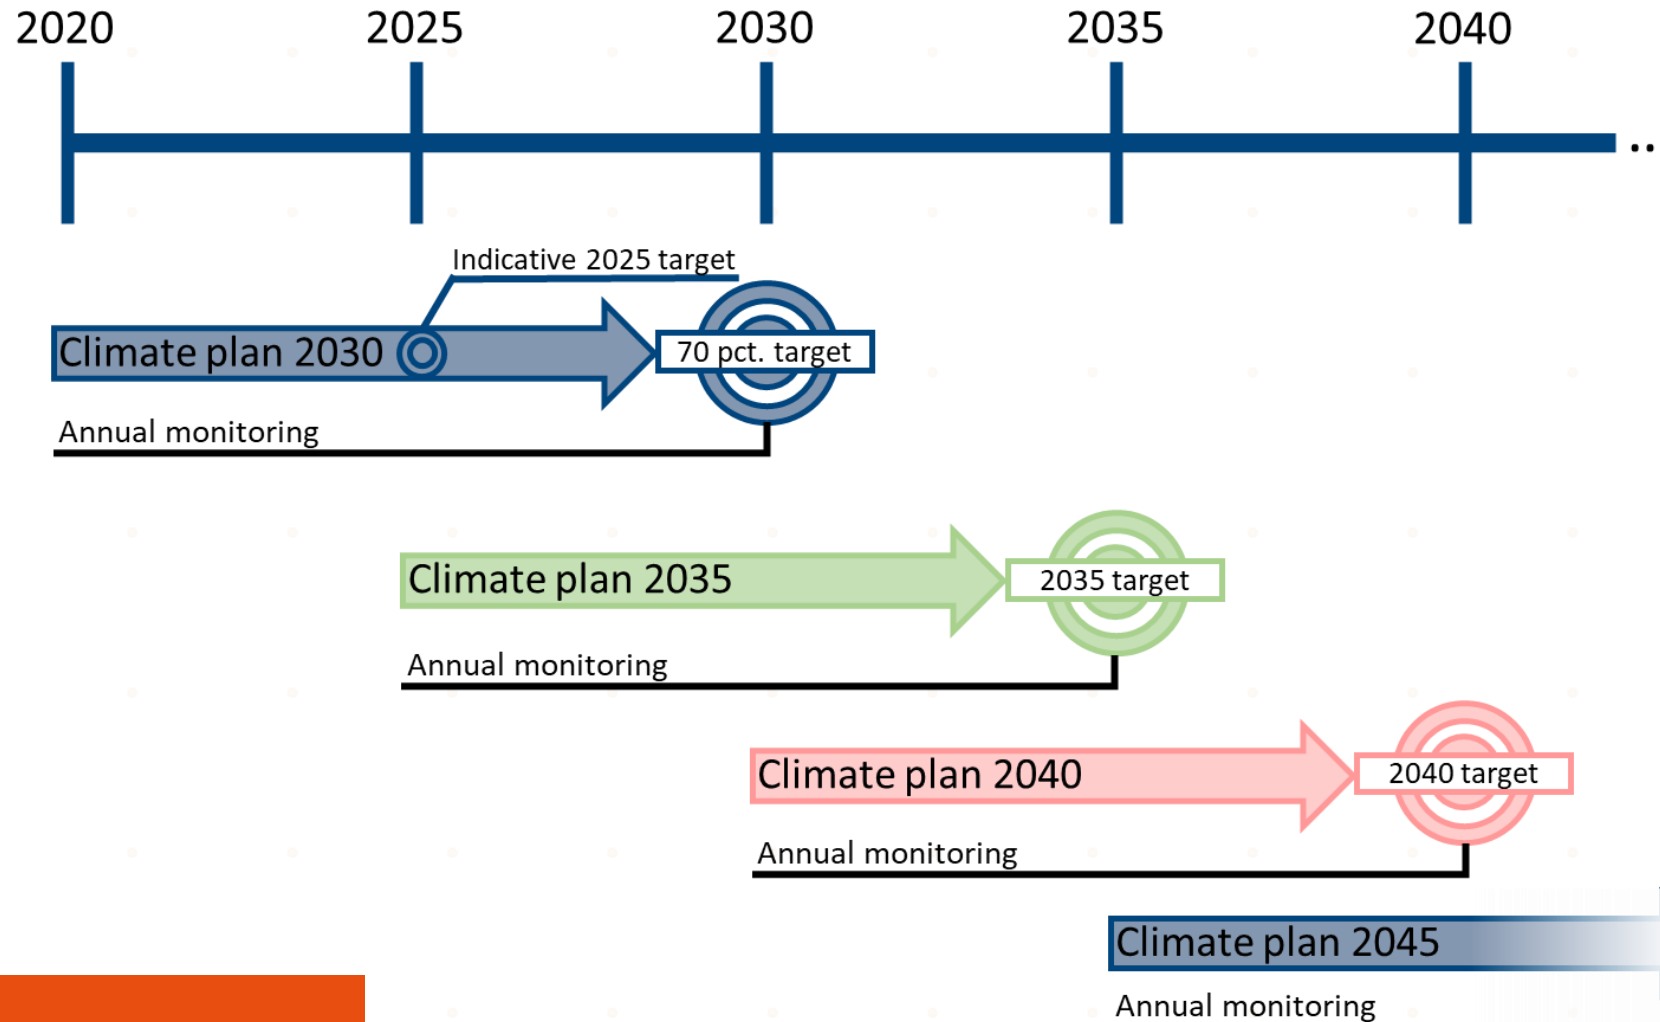 2020 2025 2030 2035 2040
..
Indicative 2025 target
Climate plan 2030
70 pct. target
Annual monitoring
Climate plan 2035
2035 target
Annual monitoring
Climate plan 2040
2040 target
Annual monitoring
Climate plan 2045
Annual monitoring